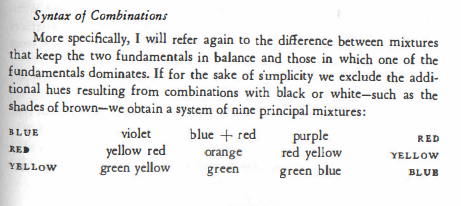 Syntax of Combinations
More specifically, I will refer again to the difference between mixtures
that keep the two fundamentals in balance and those in which one of the
fundamentals dominates. If for the sake of simplicity we exclude the addi-
tional hues resulting from combinations with black or white—such as the
shades of brown—we obtain a system of nine principal mixtures:
BLUE violet blue + red purple RED
RED yellow red orange red yellow YELLOW
YELLOW green yellow green green blue BLUE